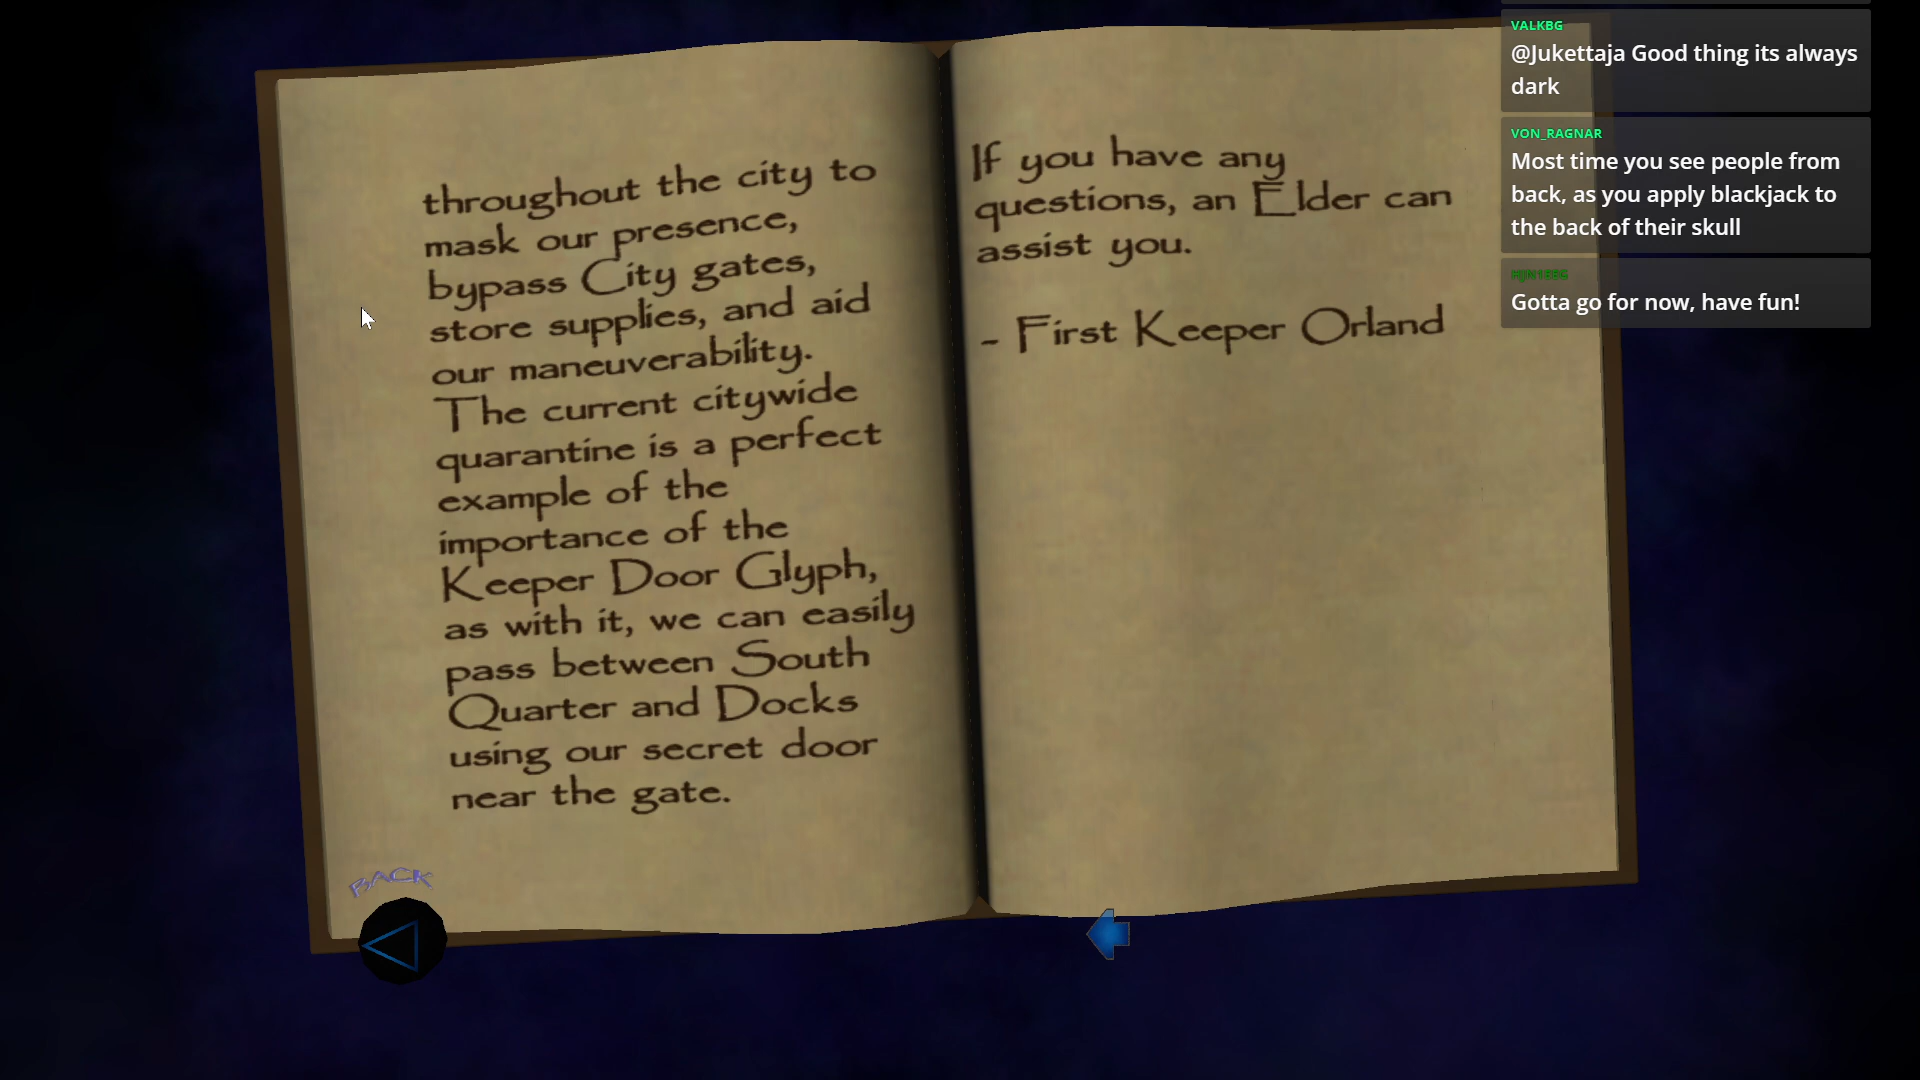 throughout the city to
mask our presence,
bypass City gates,
store supplies, and aid
our maneuverability.
The current citywide
quarantine is a perfect
example of the
importance of the
Keeper Door Glyph,
as with it, we can easily
pass between South
Quarter and Docks
using our secret door
near the gate.
BACK
If you have any
questions, an Elder can
assist you.
- First Keeper Orland
VALKBG
@Jukettaja Good thing its always
dark
VON_RAGNAR
Most time you see people from
back, as you apply blackjack to
the back of their skull
Gotta go for now, have fun!